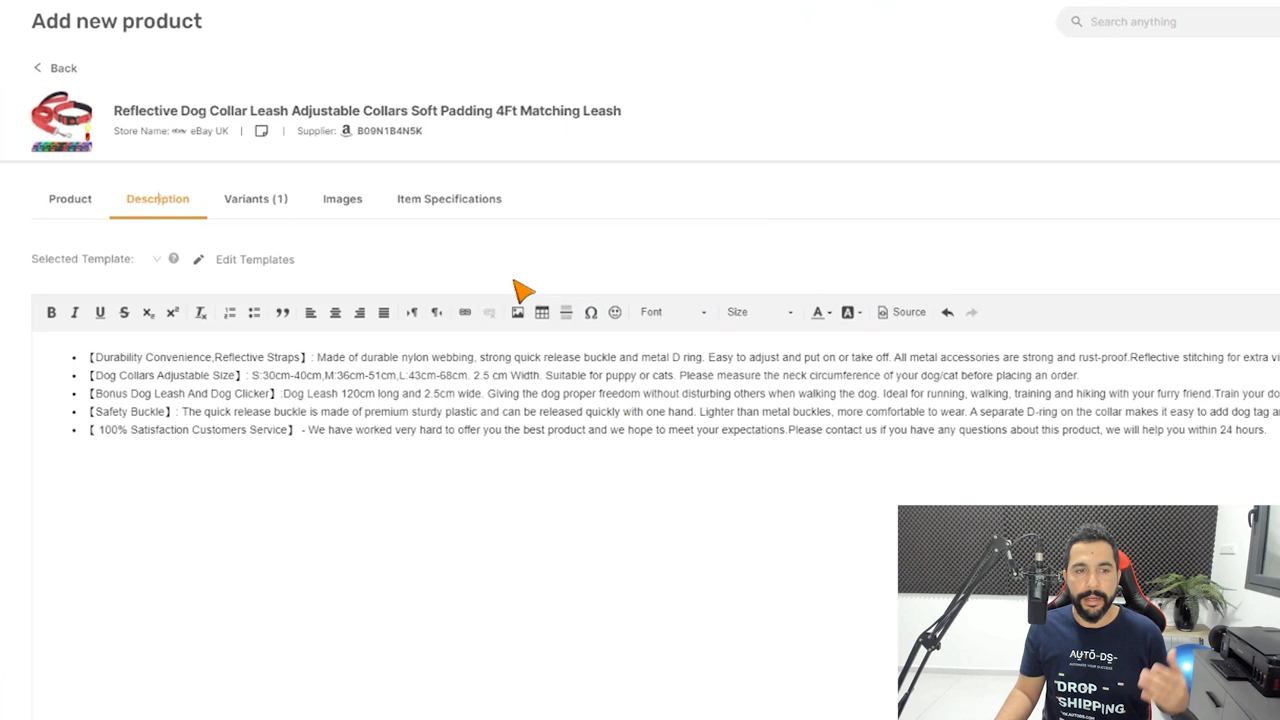 Add new product
Search anything
Back
Reflective Dog Collar Leash Adjustable Collars Soft Padding 4Ft Matching Leash
Store Name: ebay eBay UK | | Supplier: a B09N1B4N5K
Product Description Variants (1) Images Item Specifications
Selected Template: ? Edit Templates
B I U S x₂ x² Tx Ω Font Size A A Source
• 【Durability Convenience,Reflective Straps】: Made of durable nylon webbing, strong quick release buckle and metal D ring. Easy to adjust and put on or take off. All metal accessories are strong and rust-proof.Reflective stitching for extra vi
• 【Dog Collars Adjustable Size】: S:30cm-40cm,M:36cm-51cm,L:43cm-68cm. 2.5 cm Width. Suitable for puppy or cats. Please measure the neck circumference of your dog/cat before placing an order.
• 【Bonus Dog Leash And Dog Clicker】:Dog Leash 120cm long and 2.5cm wide. Giving the dog proper freedom without disturbing others when walking the dog. Ideal for running, walking, training and hiking with your furry friend.Train your do
• 【Safety Buckle】: The quick release buckle is made of premium sturdy plastic and can be released quickly with one hand. Lighter than metal buckles, more comfortable to wear. A separate D-ring on the collar makes it easy to add dog tag a
• 【 100% Satisfaction Customers Service】 - We have worked very hard to offer you the best product and we hope to meet your expectations.Please contact us if you have any questions about this product, we will help you within 24 hours.
AUTO-DS-
AUTOMATE YOUR SUCCESS
DROP
SHIPPING
WWW.AUTODS.COM